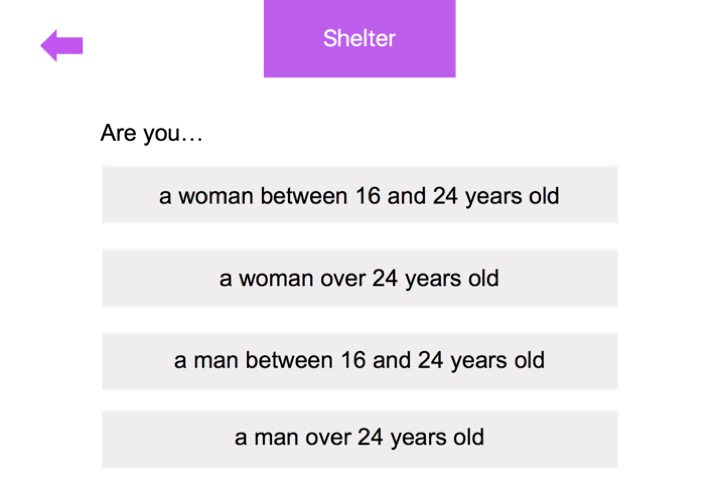 Shelter
Are you…
a woman between 16 and 24 years old
a woman over 24 years old
a man between 16 and 24 years old
a man over 24 years old